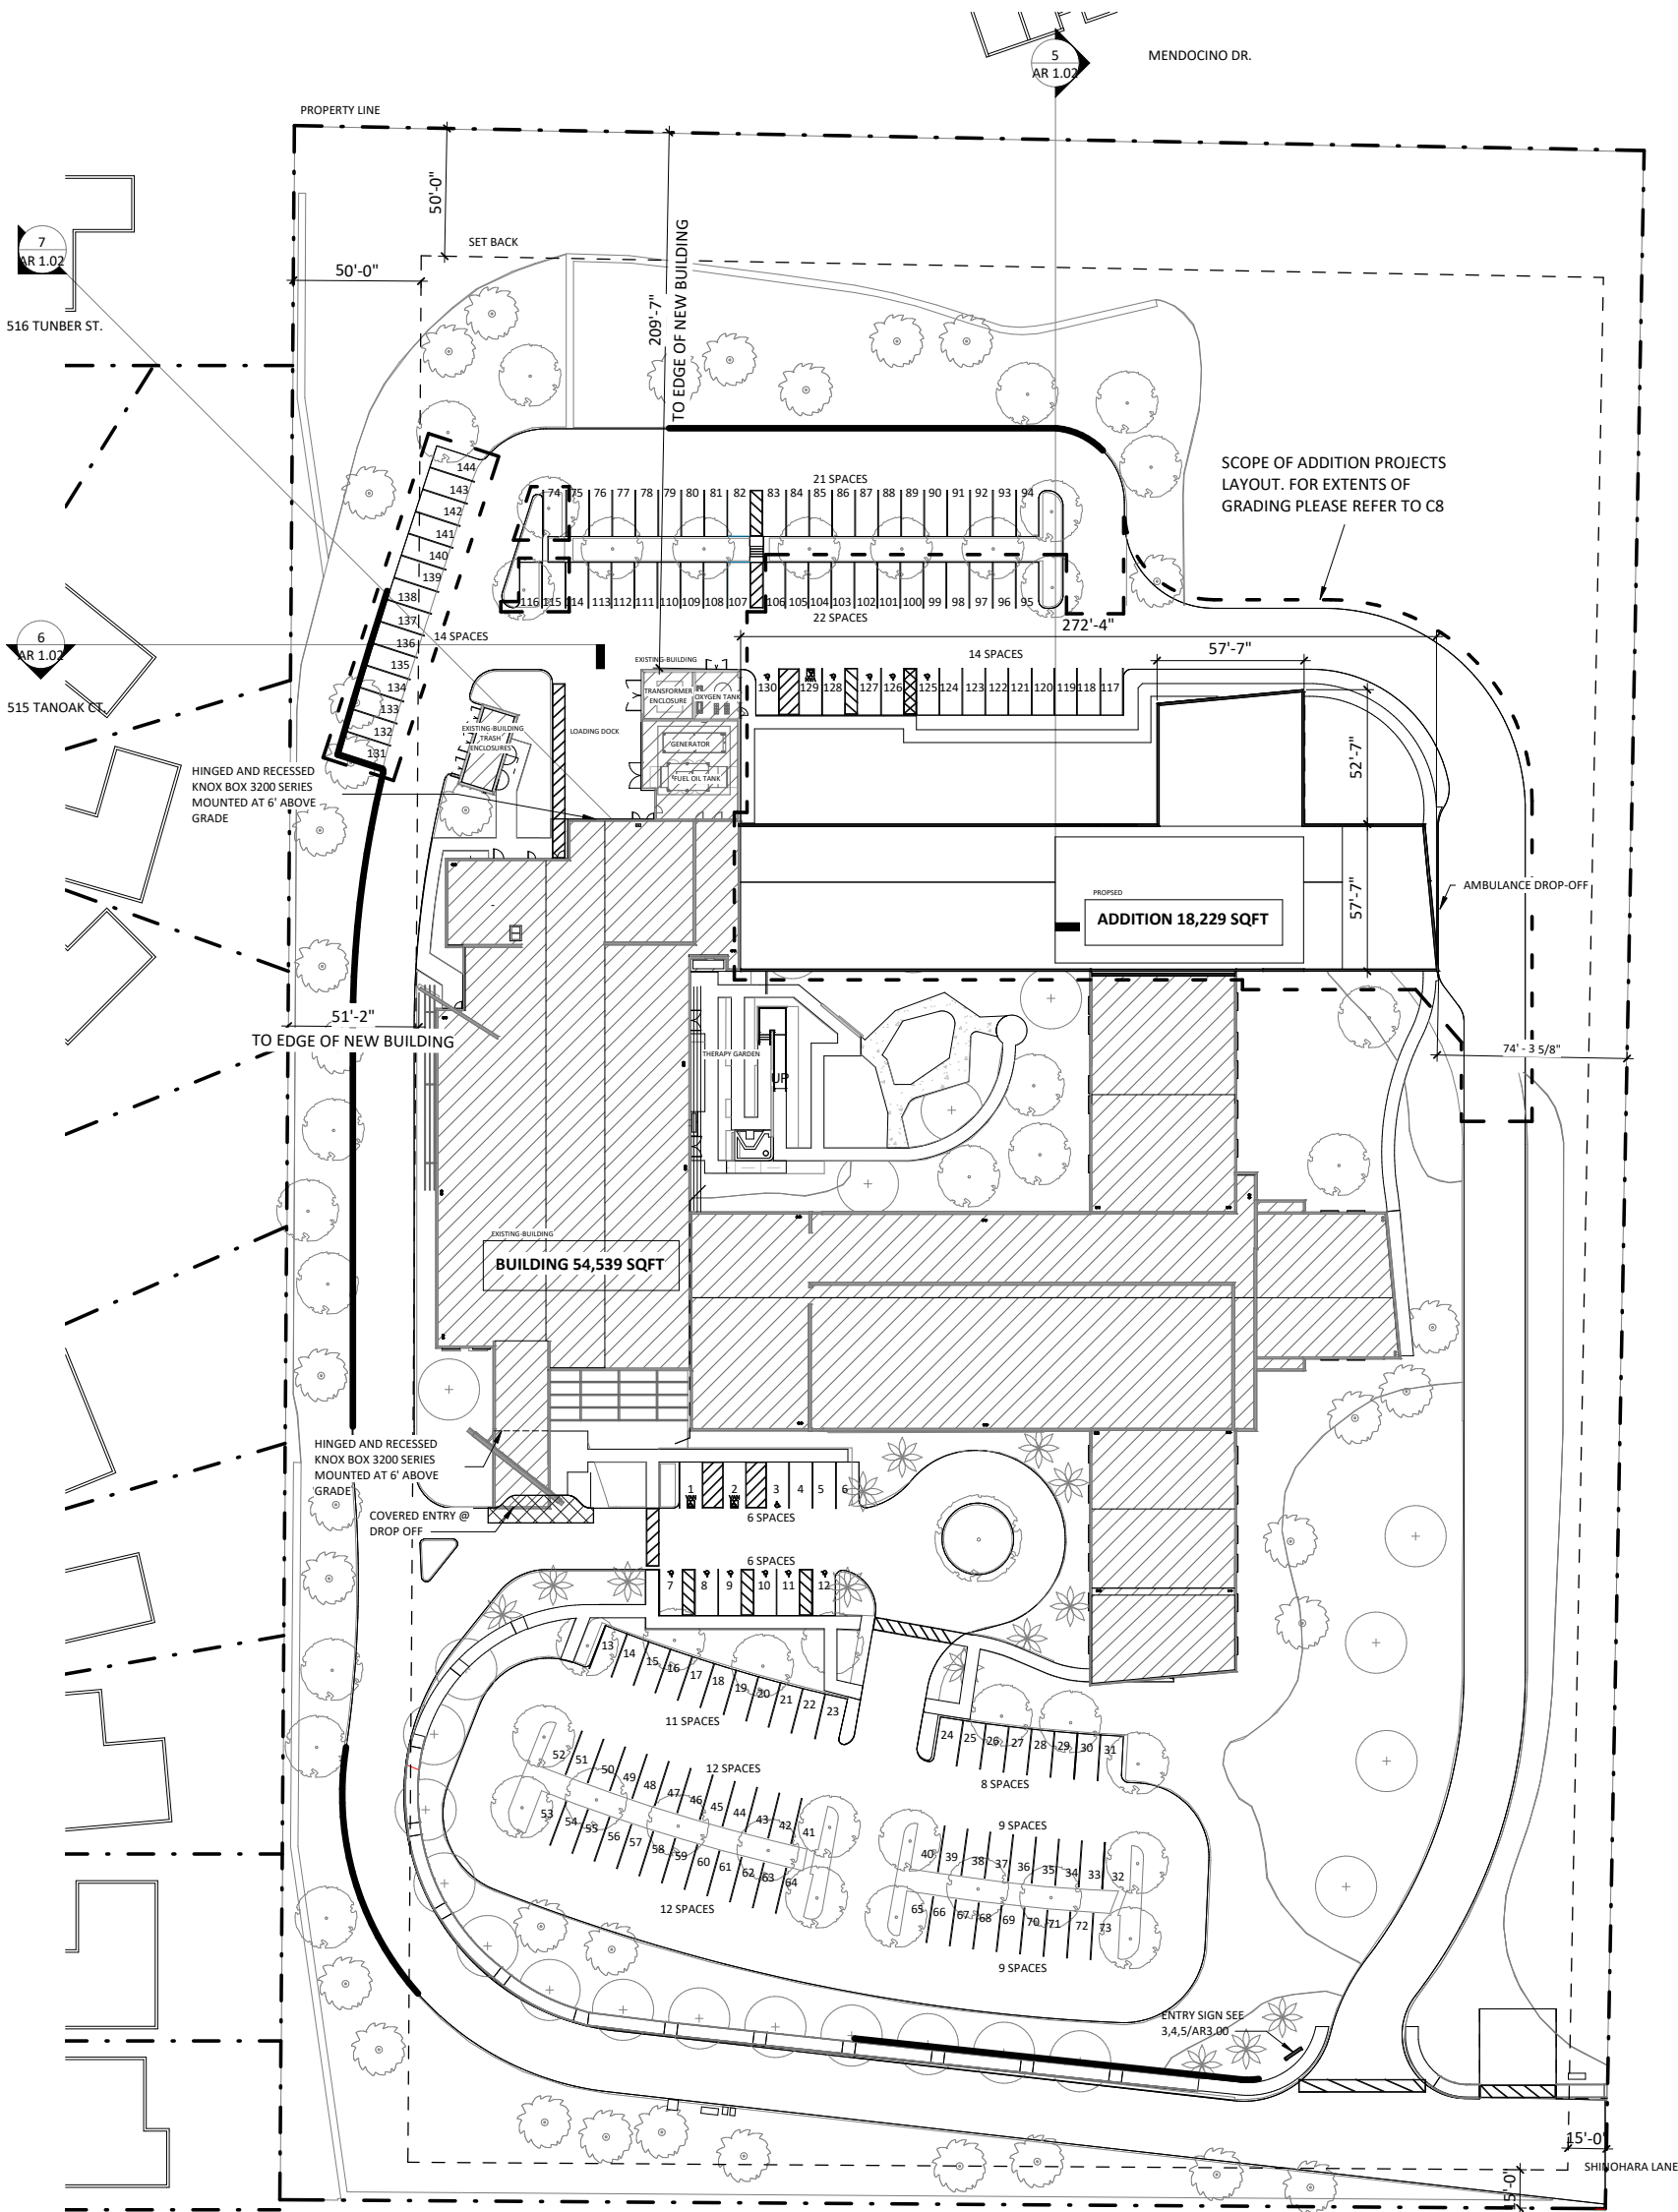 5
AR 1.02
MENDOCINO DR.
PROPERTY LINE
50'-0"
SET BACK
7
AR 1.02
50'-0"
209'-7"
TO EDGE OF NEW BUILDING
516 TUNBER ST.
SCOPE OF ADDITION PROJECTS
LAYOUT. FOR EXTENTS OF
GRADING PLEASE REFER TO C8
144
143
142
141
140
139
138
137
136
135
134
133
132
131
14 SPACES
21 SPACES
74 75 76 77 78 79 80 81 82 83 84 85 86 87 88 89 90 91 92 93 94
116 115 114 113 112 111 110 109 108 107 106 105 104 103 102 101 100 99 98 97 96 95
22 SPACES
272'-4"
6
AR 1.02
14 SPACES
57'-7"
EXISTING-BUILDING
TRANSFORMER
ENCLOSURE
OXYGEN TANK
130 129 128 127 126 125 124 123 122 121 120 119 118 117
515 TANOAK CT.
EXISTING-BUILDING
TRASH
ENCLOSURES
LOADING DOCK
GENERATOR
FUEL OIL TANK
52'-7"
HINGED AND RECESSED
KNOX BOX 3200 SERIES
MOUNTED AT 6' ABOVE
GRADE
PROPSED
ADDITION 18,229 SQFT
57'-7"
AMBULANCE DROP-OFF
51'-2"
TO EDGE OF NEW BUILDING
THERAPY GARDEN
UP
74' - 3 5/8"
EXISTING-BUILDING
BUILDING 54,539 SQFT
HINGED AND RECESSED
KNOX BOX 3200 SERIES
MOUNTED AT 6' ABOVE
GRADE
COVERED ENTRY @
DROP OFF
1 2 3 4 5 6
6 SPACES
6 SPACES
7 8 9 10 11 12
13 14 15 16 17 18 19 20 21 22 23
11 SPACES
24 25 26 27 28 29 30 31
8 SPACES
52 51 50 49 48 47 46 45 44 43 42 41
12 SPACES
53 54 55 56 57 58 59 60 61 62 63 64
12 SPACES
9 SPACES
40 39 38 37 36 35 34 33 32
65 66 67 68 69 70 71 72 73
9 SPACES
ENTRY SIGN SEE
3,4,5/AR3.00
15'-0"
15'-0"
SHINOHARA LANE